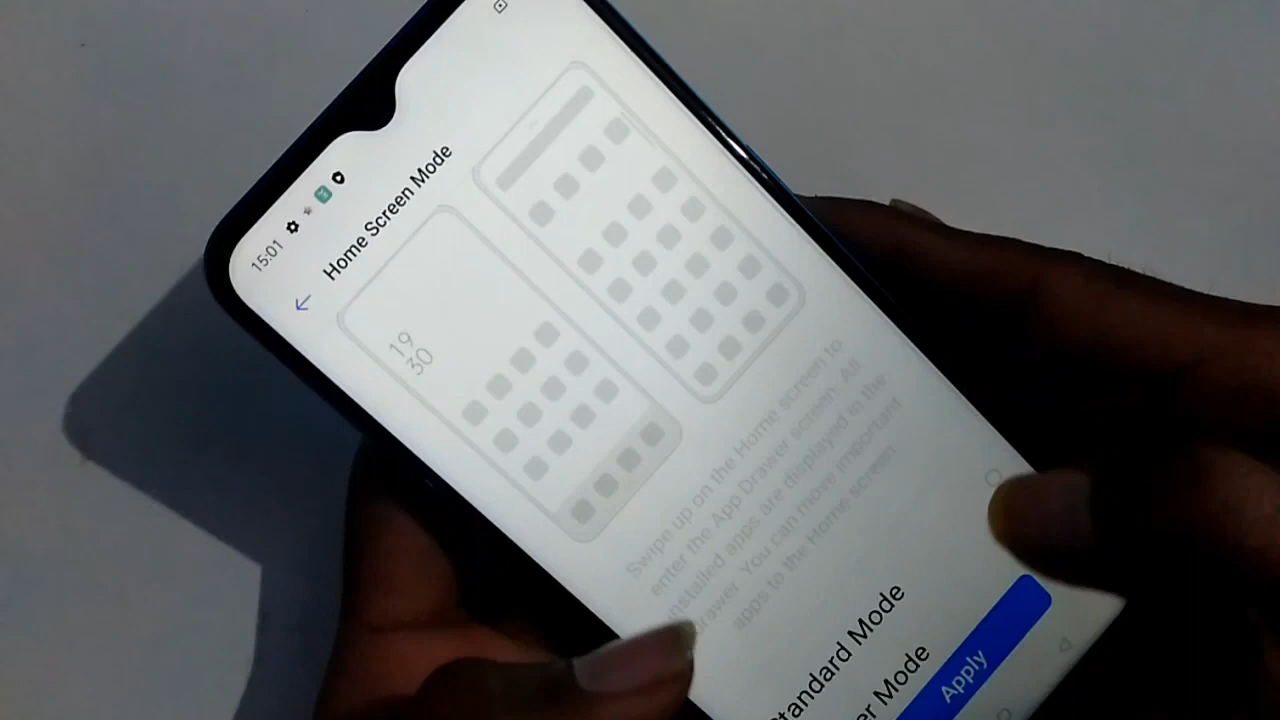 15:01
Home Screen Mode
19
30
Swipe up on the Home screen to
enter the App Drawer screen. All
installed apps are displayed in the
drawer. You can move important
apps to the Home screen
Standard Mode
er Mode
Apply